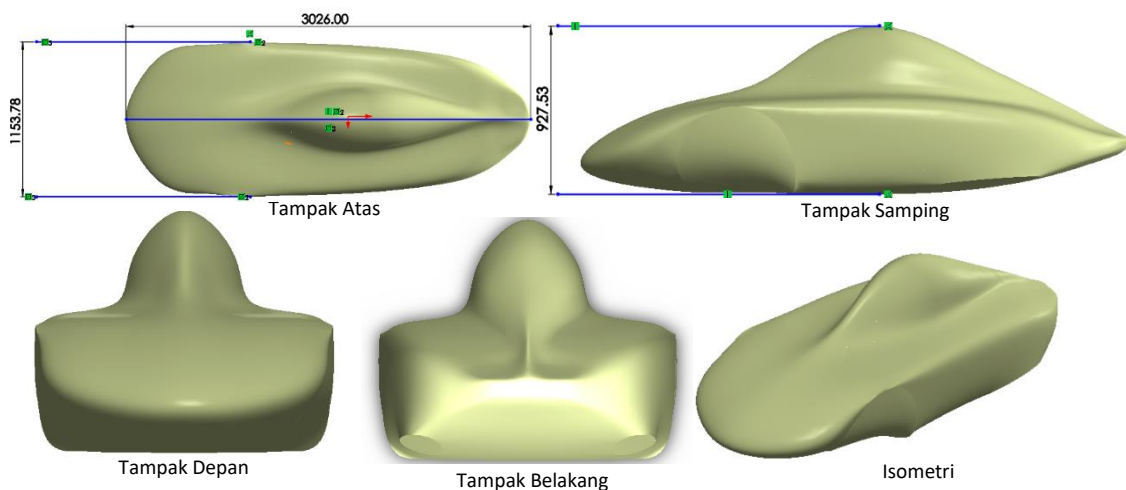 3026.00
1153.78
927.53
Tampak Atas
Tampak Samping
Tampak Depan
Tampak Belakang
Isometri